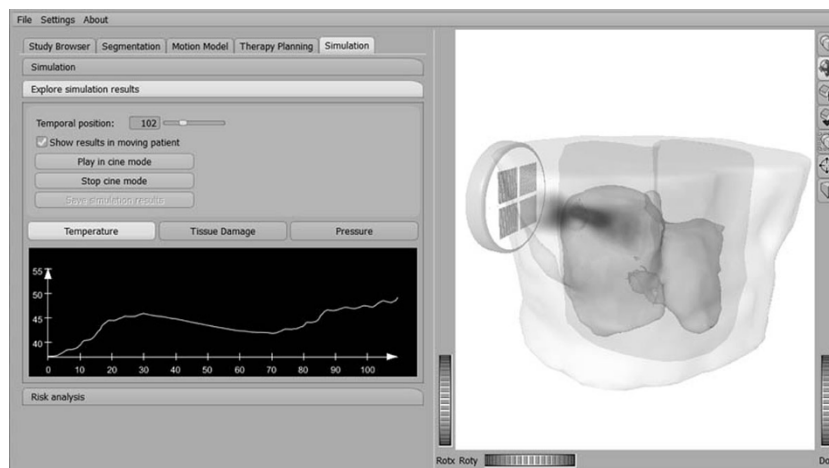 File Settings About
Study Browser Segmentation Motion Model Therapy Planning Simulation
Simulation
Explore simulation results
Temporal position: 102
Show results in moving patient
Play in cine mode
Stop cine mode
Save simulation results
Temperature Tissue Damage Pressure
55
50
45
40
0 10 20 30 40 50 60 70 80 90 100
Risk analysis
Rotx Roty Do